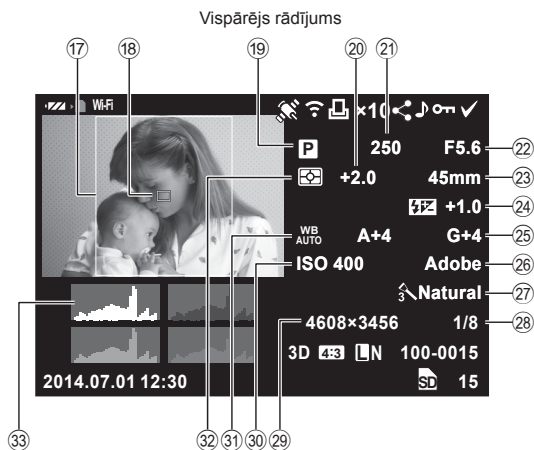 Vispārējs rādījums
⑰ ⑱ ⑲ ⑳ ㉑
Wi-Fi ×10
P 250 F5.6 ㉒
+2.0 45mm ㉓
+1.0 ㉔
WB AUTO A+4 G+4 ㉕
ISO 400 Adobe ㉖
3 Natural ㉗
4608×3456 1/8 ㉘
3D 4:3 LN 100-0015
2014.07.01 12:30 SD 15
㉝ ㉜ ㉛ ㉚ ㉙